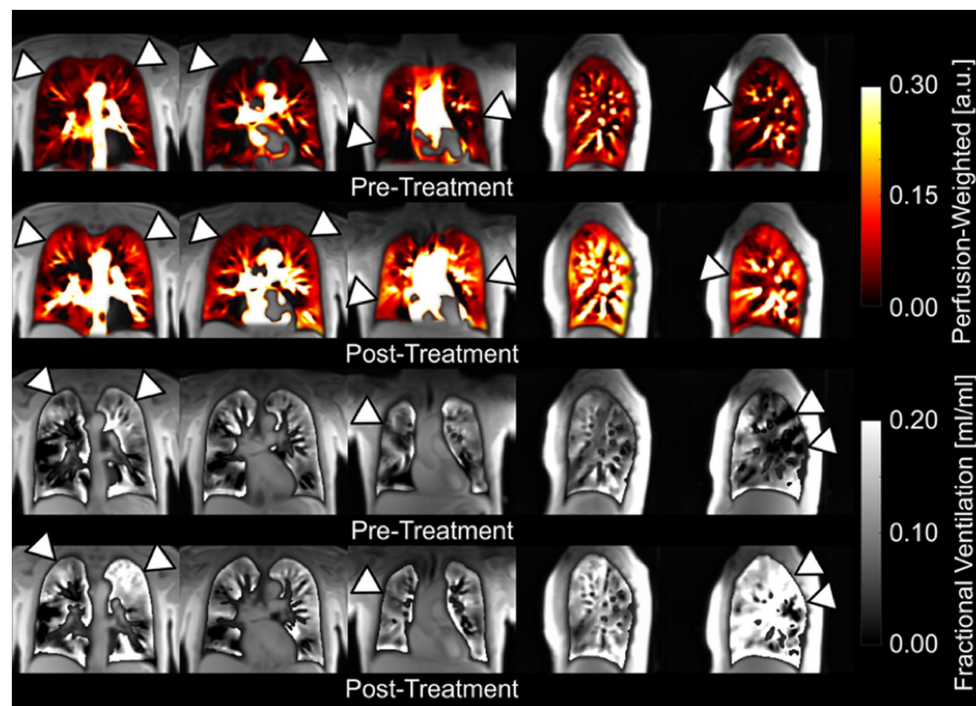 Pre-Treatment
Post-Treatment
0.30
0.15
0.00
Perfusion-Weighted [a.u.]
Pre-Treatment
Post-Treatment
0.20
0.10
0.00
Fractional Ventilation [ml/ml]